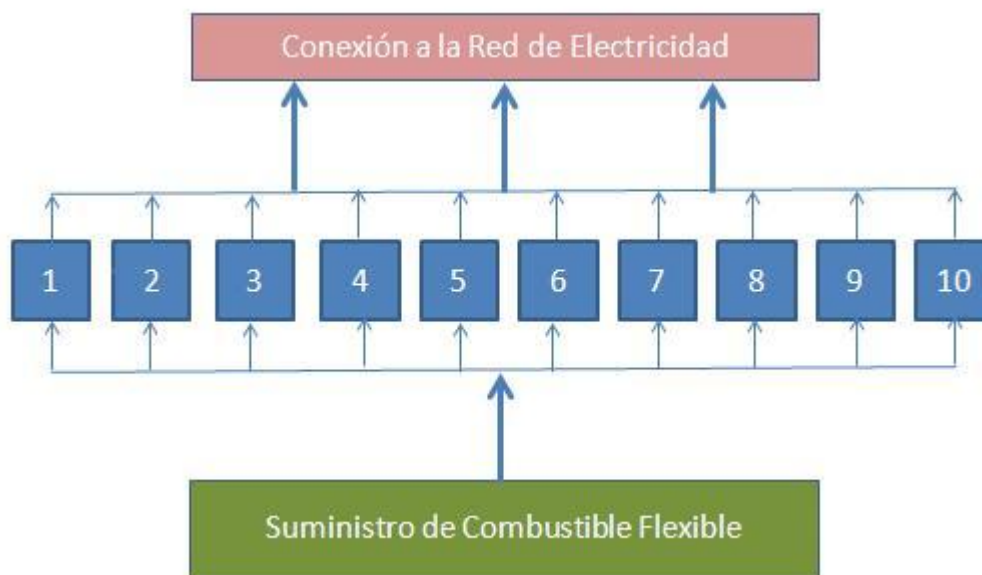 Conexión a la Red de Electricidad
1 2 3 4 5 6 7 8 9 10
Suministro de Combustible Flexible